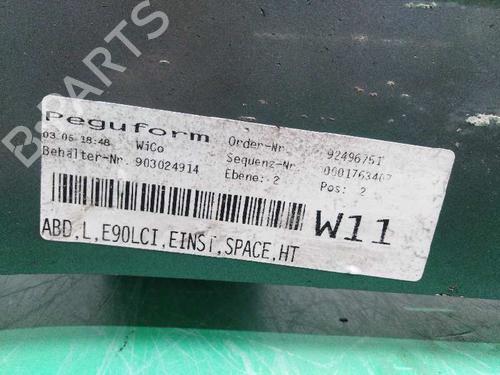 B-PARTS
Peguform
03.06 18:48 WiCo Order-Nr. 92496751
Behälter-Nr. 903024914 Sequenz-Nr.
Ebene: 2 Pos: 2
W11
ABD,L,E90LCI,EINST,SPACE,HT